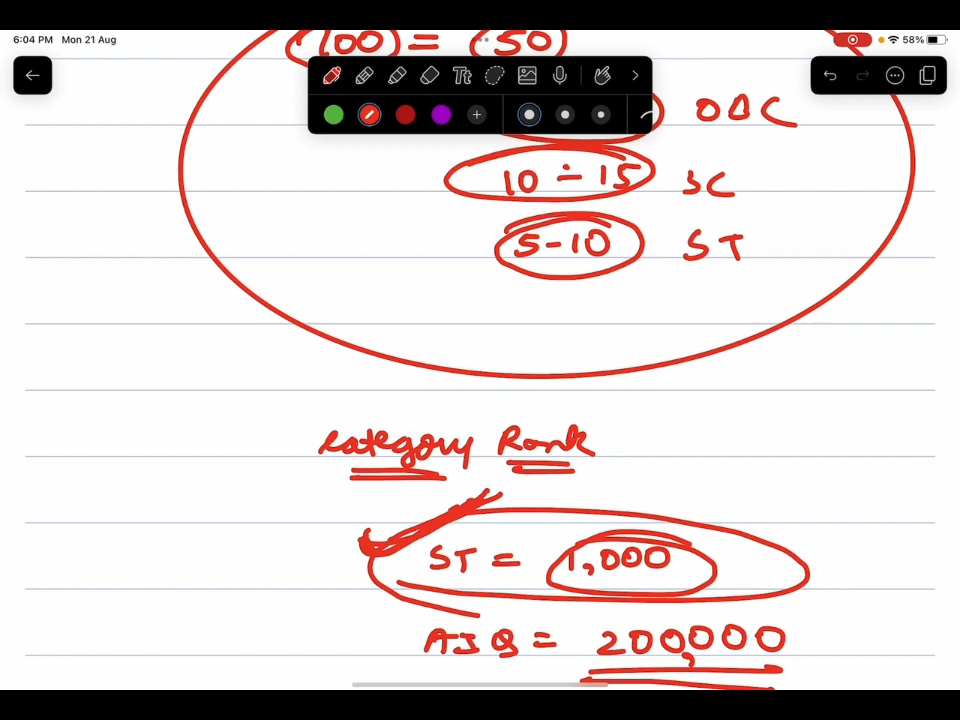 6:04 PM Mon 21 Aug
58%
100 = 50
Tt
OBC
10 - 15 SC
5-10 ST
Category Rank
ST = 1,000
AIQ = 200,000